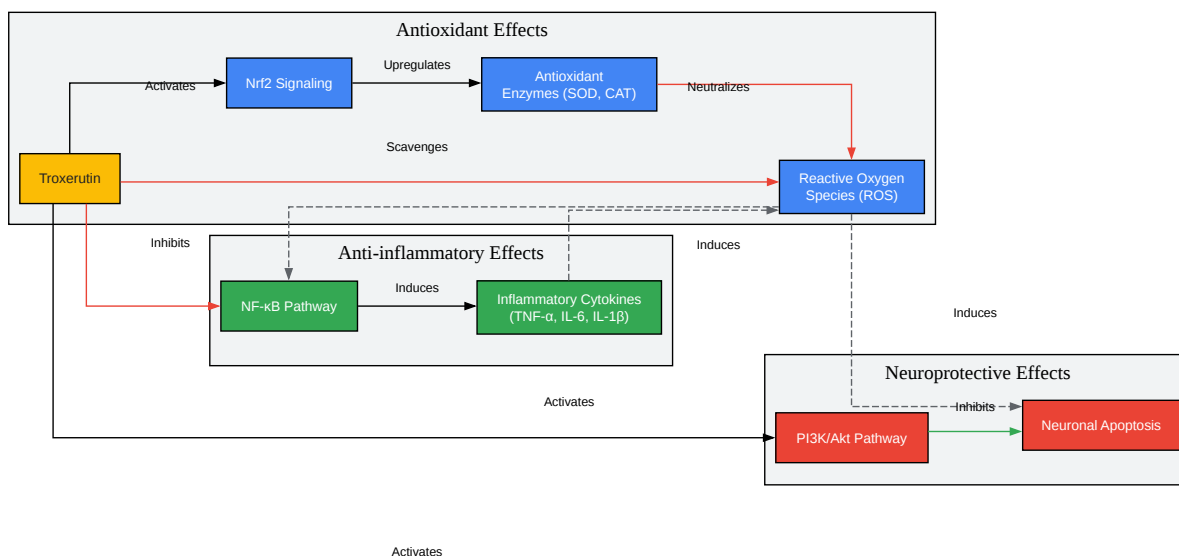 Antioxidant Effects
Activates
Nrf2 Signaling
Upregulates
Antioxidant
Enzymes (SOD, CAT)
Neutralizes
Scavenges
Troxerutin
Reactive Oxygen
Species (ROS)
Inhibits
Anti-inflammatory Effects
Induces
NF-κB Pathway
Induces
Inflammatory Cytokines
(TNF-α, IL-6, IL-1β)
Induces
Neuroprotective Effects
Activates
Inhibits
PI3K/Akt Pathway
Neuronal Apoptosis
Activates